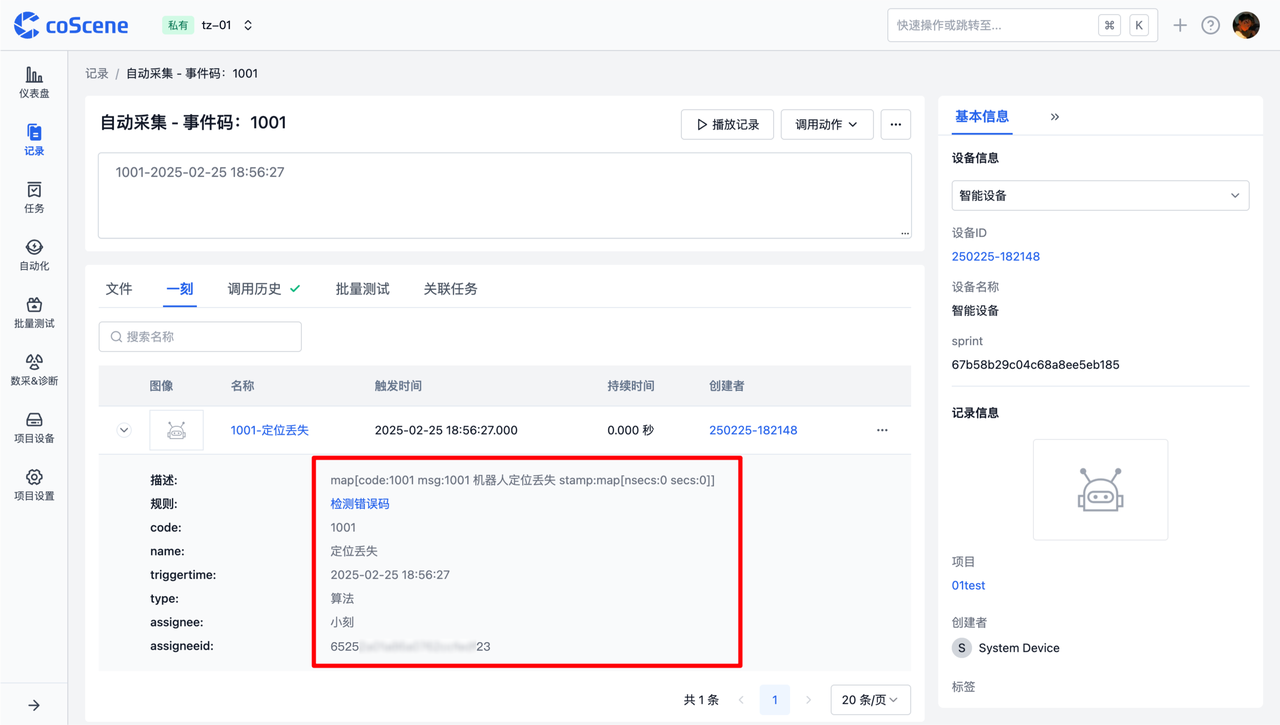 coScene
私有 tz-01
快速操作或跳转至... ⌘ K
仪表盘
记录
任务
自动化
批量测试
数采&诊断
项目设备
项目设置
记录 / 自动采集 - 事件码：1001
自动采集 - 事件码：1001
播放记录 调用动作 ...
1001-2025-02-25 18:56:27
文件 一刻 调用历史 批量测试 关联任务
搜索名称
图像 名称 触发时间 持续时间 创建者
1001-定位丢失 2025-02-25 18:56:27.000 0.000 秒 250225-182148 ...
描述: map[code:1001 msg:1001 机器人定位丢失 stamp:map[nsecs:0 secs:0]]
规则: 检测错误码
code: 1001
name: 定位丢失
triggertime: 2025-02-25 18:56:27
type: 算法
assignee: 小刻
assigneeid: 6525 23
共 1 条 1 20 条/页
基本信息 »
设备信息
智能设备
设备ID
250225-182148
设备名称
智能设备
sprint
67b58b29c04c68a8ee5eb185
记录信息
项目
01test
创建者
S System Device
标签